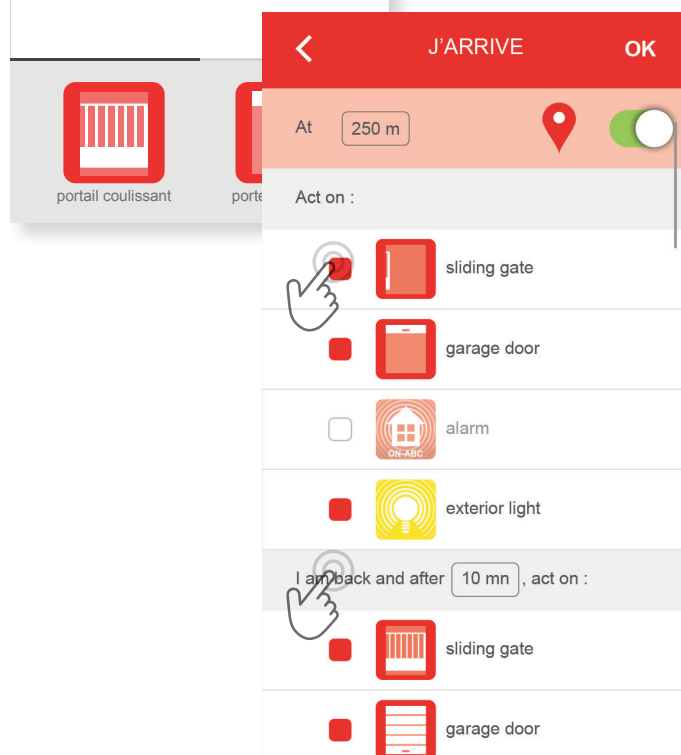 J'ARRIVE
OK
At 250 m
portail coulissant
porte
Act on :
sliding gate
garage door
alarm
ON-ABC
exterior light
I am back and after 10 mn , act on :
sliding gate
garage door